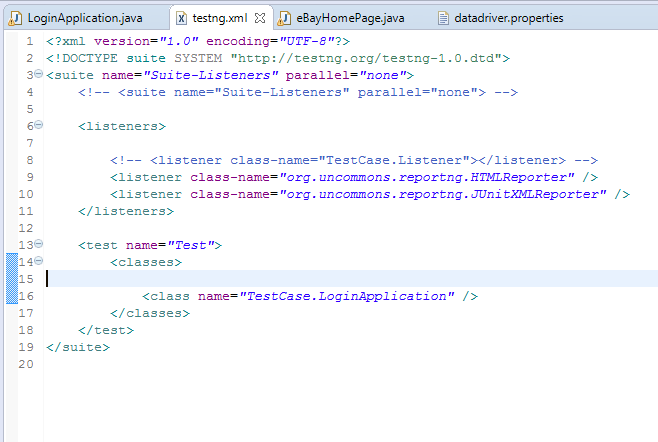 LoginApplication.java testng.xml eBayHomePage.java datadriver.properties
1 <?xml version="1.0" encoding="UTF-8"?>
2 <!DOCTYPE suite SYSTEM "http://testng.org/testng-1.0.dtd">
3 <suite name="Suite-Listeners" parallel="none">
4     <!-- <suite name="Suite-Listeners" parallel="none"> -->
5
6     <listeners>
7
8         <!-- <listener class-name="TestCase.Listener"></listener> -->
9         <listener class-name="org.uncommons.reportng.HTMLReporter" />
10         <listener class-name="org.uncommons.reportng.JUnitXMLReporter" />
11     </listeners>
12
13     <test name="Test">
14         <classes>
15
16             <class name="TestCase.LoginApplication" />
17         </classes>
18     </test>
19 </suite>
20